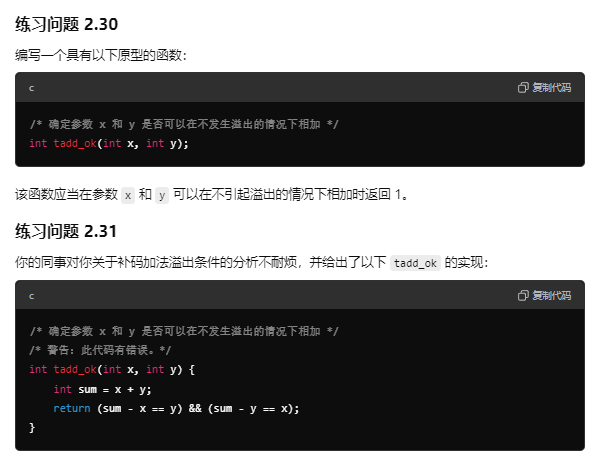 练习问题 2.30
编写一个具有以下原型的函数：
c 复制代码
/* 确定参数 x 和 y 是否可以在不发生溢出的情况下相加 */
int tadd_ok(int x, int y);
该函数应当在参数 x 和 y 可以在不引起溢出的情况下相加时返回 1。
练习问题 2.31
你的同事对你关于补码加法溢出条件的分析不耐烦，并给出了以下 tadd_ok 的实现：
c 复制代码
/* 确定参数 x 和 y 是否可以在不发生溢出的情况下相加 */
/* 警告：此代码有错误。*/
int tadd_ok(int x, int y) {
    int sum = x + y;
    return (sum - x == y) && (sum - y == x);
}